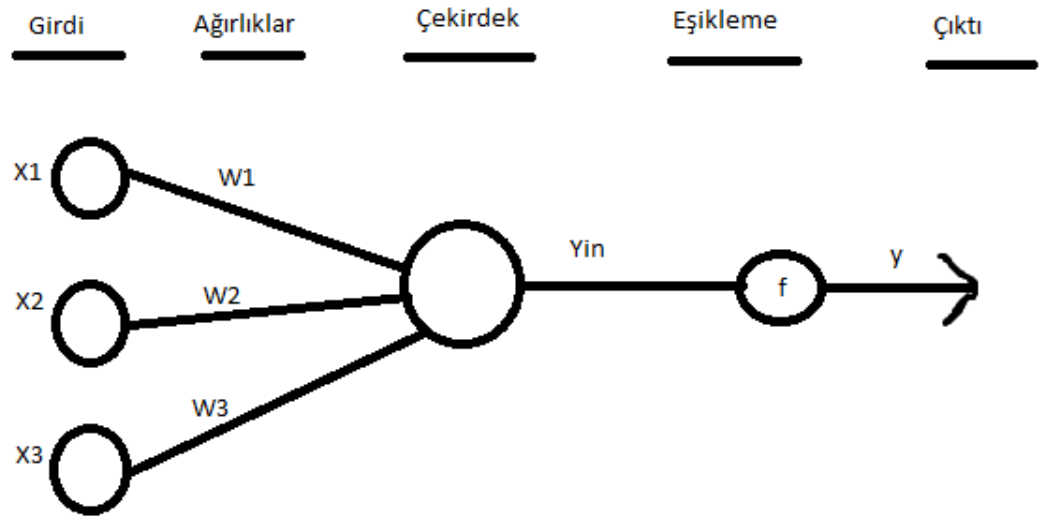 Girdi
Ağırlıklar
Çekirdek
Eşikleme
Çıktı
X1
W1
X2
W2
Yin
f
y
X3
W3